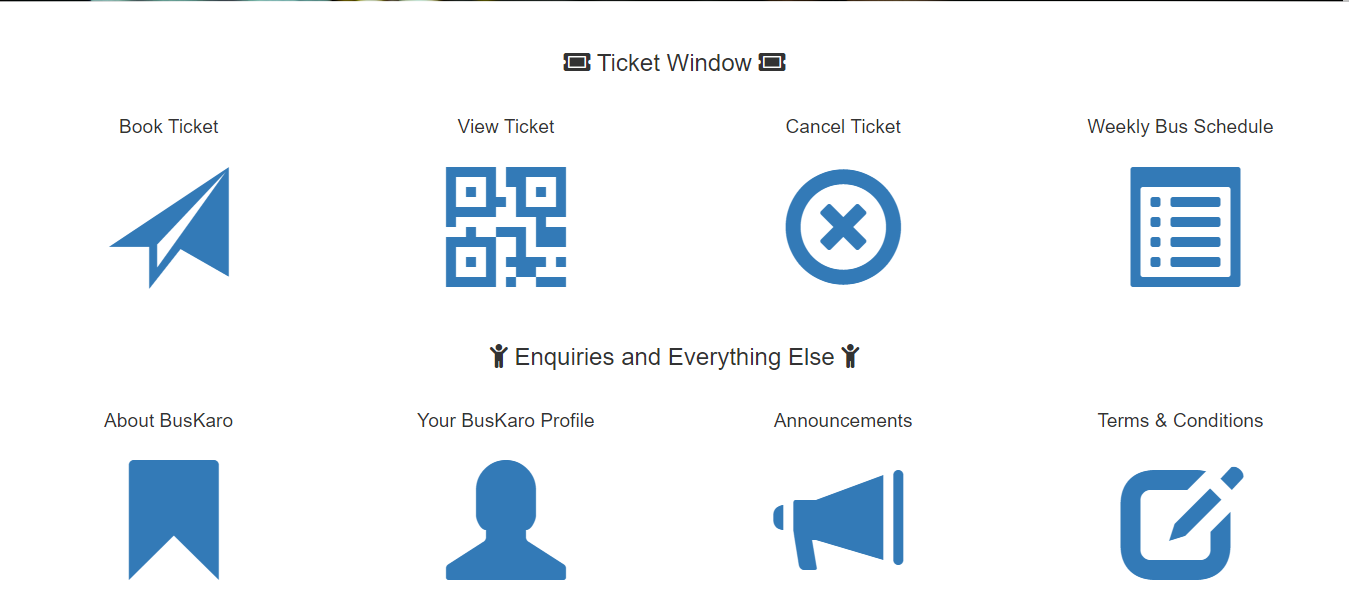 Ticket Window
Book Ticket
View Ticket
Cancel Ticket
Weekly Bus Schedule
Enquiries and Everything Else
About BusKaro
Your BusKaro Profile
Announcements
Terms & Conditions